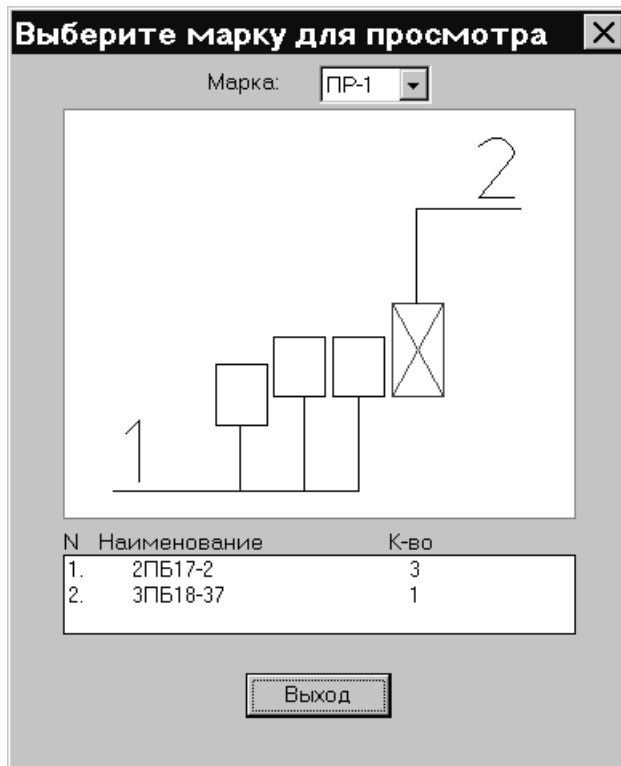 Выберите марку для просмотра
Марка: ПР-1
2
1
N Наименование К-во
1. 2ПБ17-2 3
2. 3ПБ18-37 1
Выход